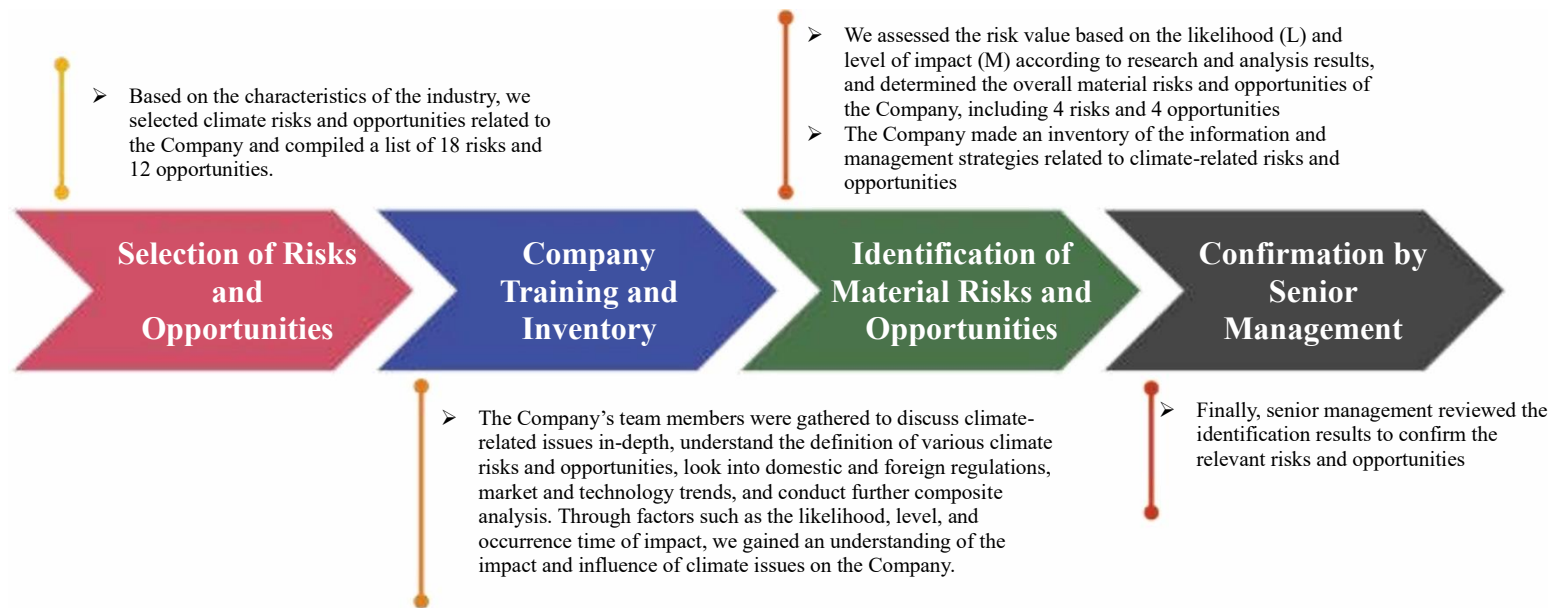 ➢ Based on the characteristics of the industry, we
selected climate risks and opportunities related to
the Company and compiled a list of 18 risks and
12 opportunities.
➢ We assessed the risk value based on the likelihood (L) and
level of impact (M) according to research and analysis results,
and determined the overall material risks and opportunities of
the Company, including 4 risks and 4 opportunities
➢ The Company made an inventory of the information and
management strategies related to climate-related risks and
opportunities
Selection of Risks
and
Opportunities
Company
Training and
Inventory
Identification of
Material Risks and
Opportunities
Confirmation by
Senior
Management
➢ The Company’s team members were gathered to discuss climate-
related issues in-depth, understand the definition of various climate
risks and opportunities, look into domestic and foreign regulations,
market and technology trends, and conduct further composite
analysis. Through factors such as the likelihood, level, and
occurrence time of impact, we gained an understanding of the
impact and influence of climate issues on the Company.
➢ Finally, senior management reviewed the
identification results to confirm the
relevant risks and opportunities